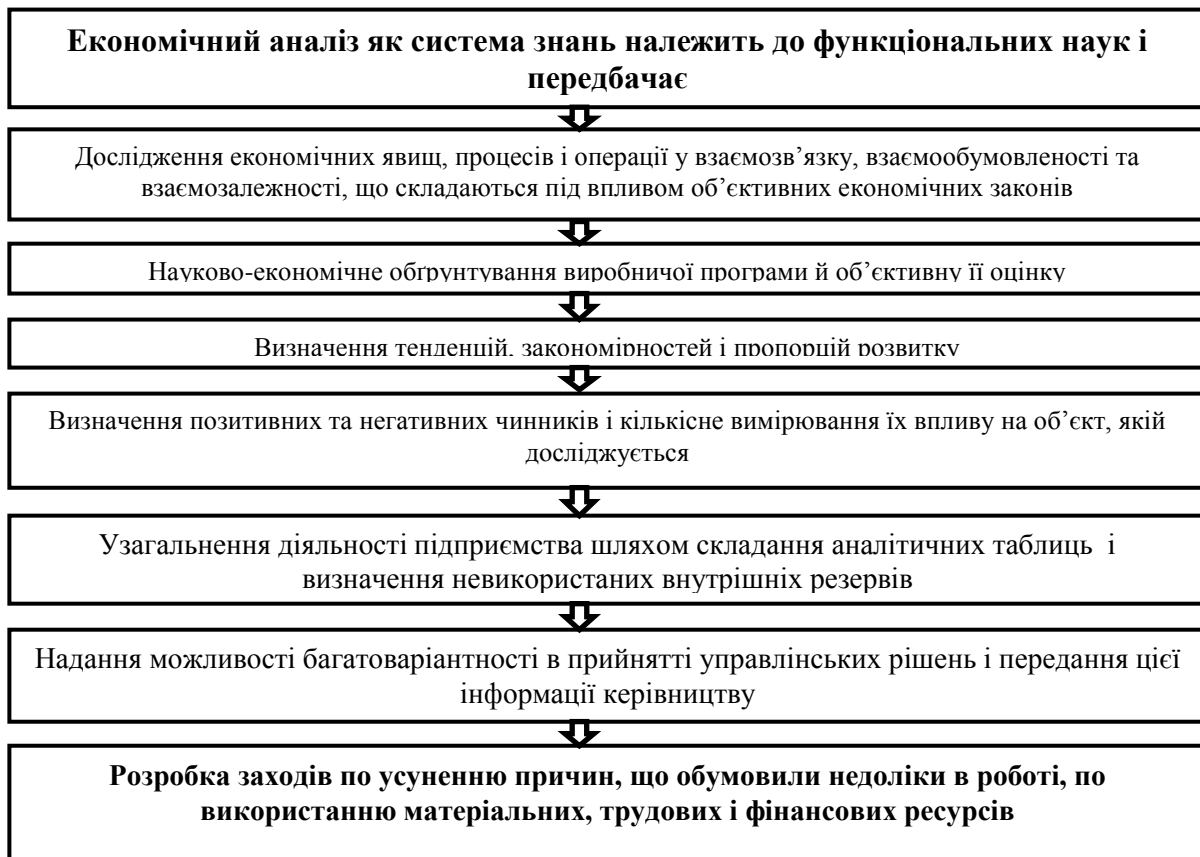 Економічний аналіз як система знань належить до функціональних наук і
передбачає
Дослідження економічних явищ, процесів і операції у взаємозв’язку, взаємообумовленості та
взаємозалежності, що складаються під впливом об’єктивних економічних законів
Науково-економічне обґрунтування виробничої програми й об’єктивну її оцінку
Визначення тенденцій, закономірностей і пропорцій розвитку
Визначення позитивних та негативних чинників і кількісне вимірювання їх впливу на об’єкт, якій
досліджується
Узагальнення діяльності підприємства шляхом складання аналітичних таблиць і
визначення невикористаних внутрішніх резервів
Надання можливості багатоваріантності в прийнятті управлінських рішень і передання цієї
інформації керівництву
Розробка заходів по усуненню причин, що обумовили недоліки в роботі, по
використанню матеріальних, трудових і фінансових ресурсів